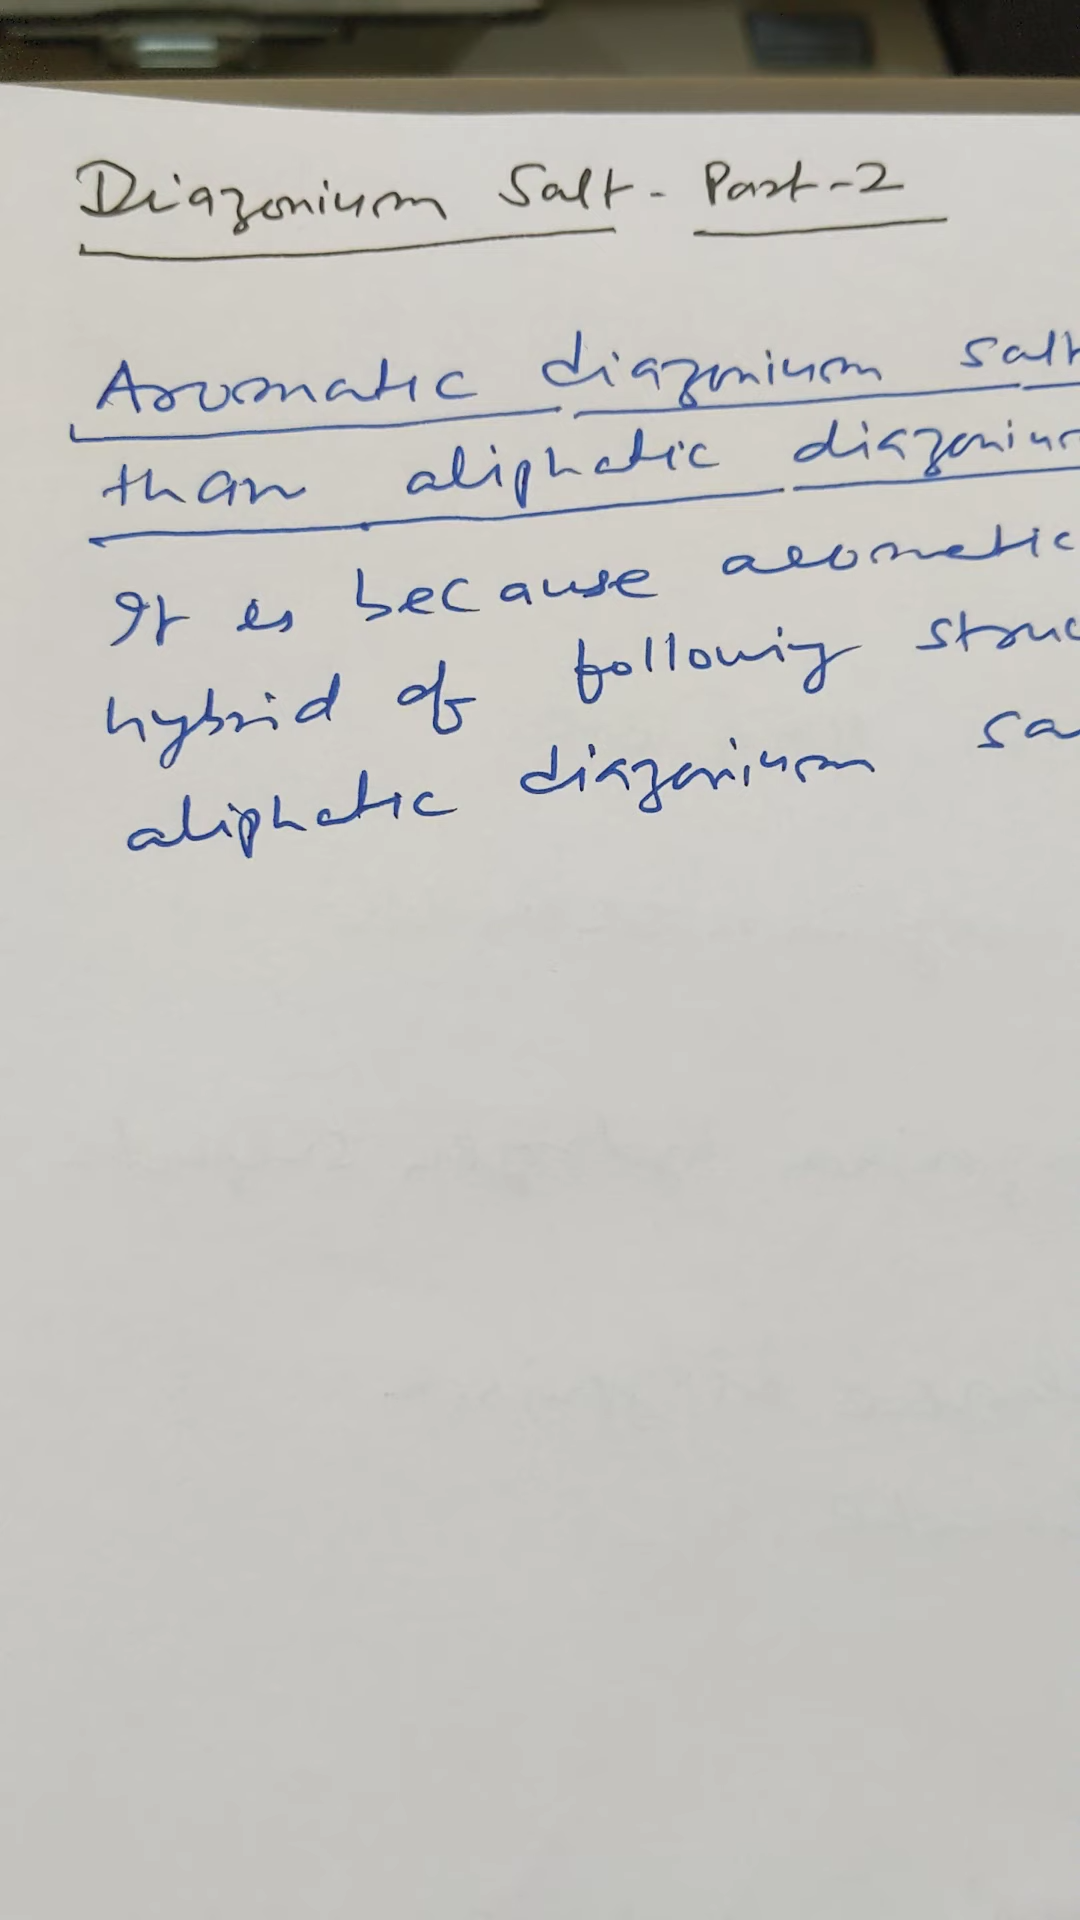 Diazonium Salt - Part-2
Aromatic diazonium salt
than aliphatic diazonium
It is because aromatic
hybrid of following struc
aliphatic diazonium sa